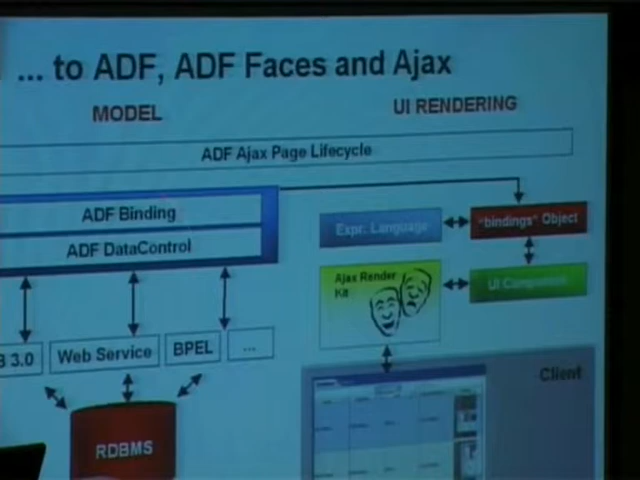 ... to ADF, ADF Faces and Ajax
MODEL
UI RENDERING
ADF Ajax Page Lifecycle
ADF Binding
ADF DataControl
Expr. Language
"bindings" Object
Ajax Render
Kit
UI Component
B 3.0
Web Service
BPEL
...
Client
RDBMS